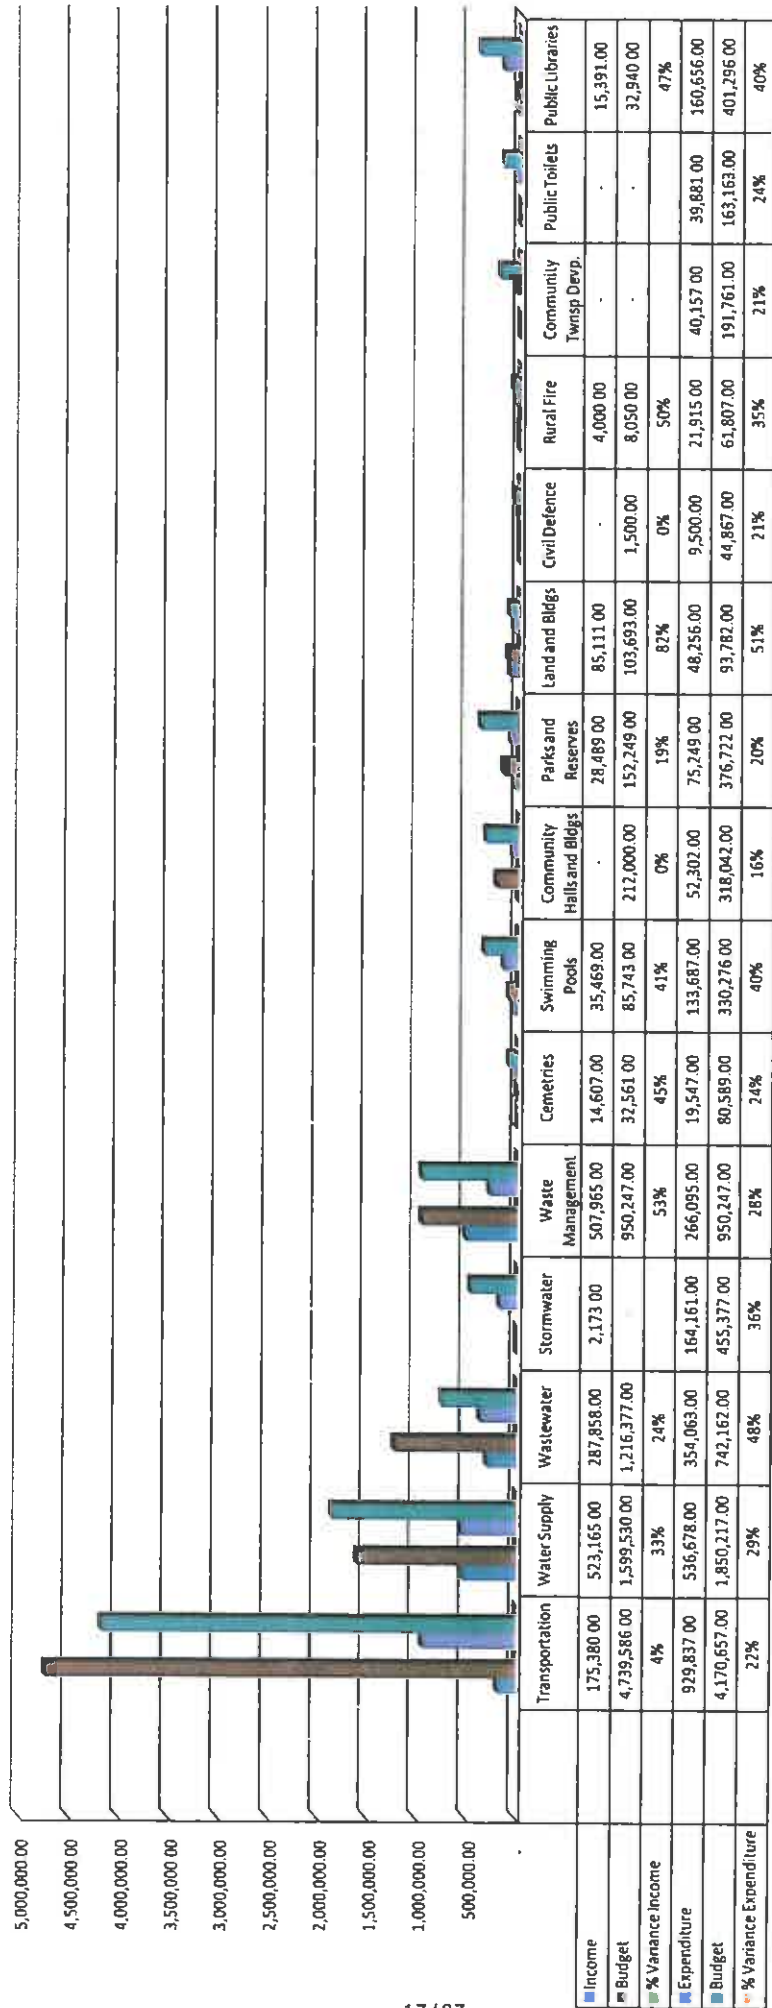 5,000,000.00
4,500,000.00
4,000,000.00
3,500,000.00
3,000,000.00
2,500,000.00
2,000,000.00
1,500,000.00
1,000,000.00
500,000.00
-
Transportation Water Supply Wastewater Stormwater Waste Management Cemetries Swimming Pools Community Halls and Bldgs Parks and Reserves Land and Bldgs Civil Defence Rural Fire Community Twnsp Devp. Public Toilets Public Libraries
Income 175,380 00 523,165 00 287,858.00 2,173 00 507,965 00 14,607.00 35,469.00 - 28,489 00 85,111 00 - 4,000 00 - - 15,391.00
Budget 4,739,586 00 1,599,530 00 1,216,377.00 950,247.00 32,561 00 85,743 00 212,000.00 152,249 00 103,693.00 1,500.00 8,050 00 - - 32,940 00
% Variance Income 4% 33% 24% 53% 45% 41% 0% 19% 82% 0% 50% 47%
Expenditure 929,837 00 536,678.00 354,063.00 164,161.00 266,095.00 19,547.00 133,687.00 52,302.00 75,249 00 48,256.00 9,500.00 21,915 00 40,157 00 39,881 00 160,656.00
Budget 4,170,657.00 1,850,217.00 742,162.00 455,377 00 950,247.00 80,589.00 330,276 00 318,042.00 376,722 00 93,782.00 44,867.00 61,807.00 191,761.00 163,163.00 401,296 00
% Variance Expenditure 22% 29% 48% 36% 28% 24% 40% 16% 20% 51% 21% 35% 21% 24% 40%